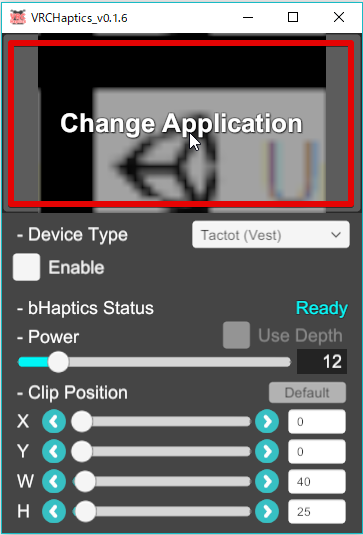 VRCHaptics_v0.1.6
Change Application
- Device Type
Tactot (Vest)
Enable
- bHaptics Status Ready
- Power Use Depth
12
- Clip Position Default
X 0
Y 0
W 40
H 25